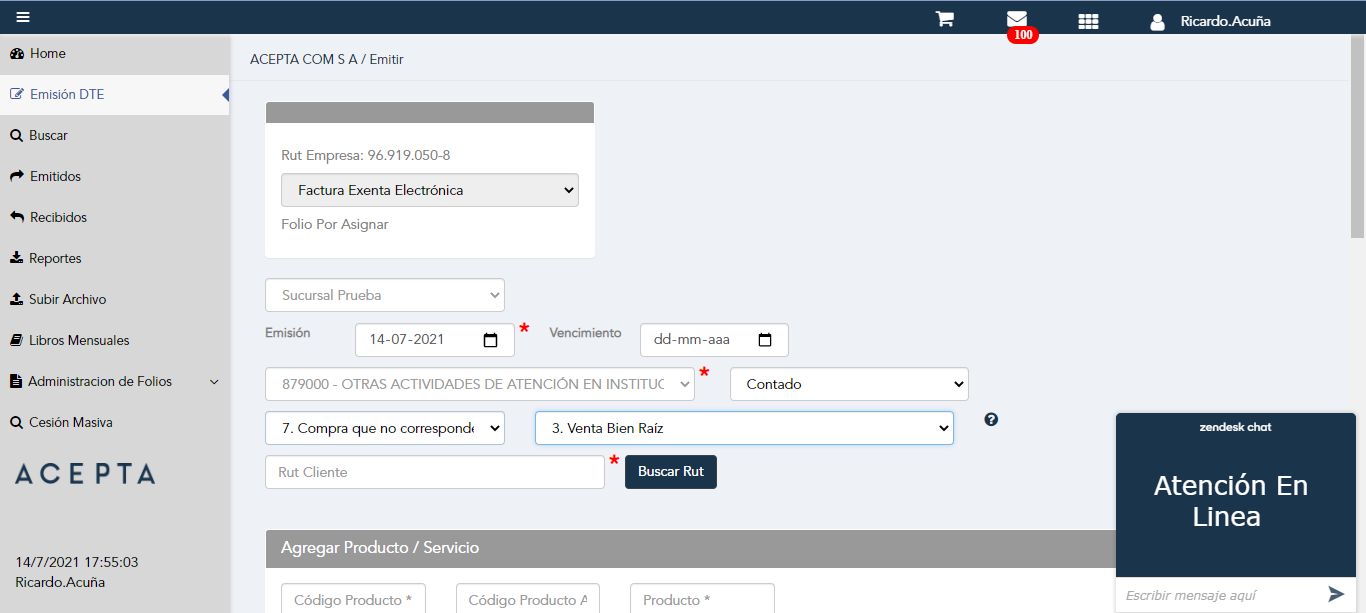 100
Ricardo.Acuña
Home
Emisión DTE
Buscar
Emitidos
Recibidos
Reportes
Subir Archivo
Libros Mensuales
Administracion de Folios
Cesión Masiva
ACEPTA
14/7/2021 17:55:03
Ricardo.Acuña
ACEPTA COM S A / Emitir
Rut Empresa: 96.919.050-8
Factura Exenta Electrónica
Folio Por Asignar
Sucursal Prueba
Emisión 14-07-2021 * Vencimiento dd-mm-aaa
879000 - OTRAS ACTIVIDADES DE ATENCIÓN EN INSTITUC * Contado
7. Compra que no corresponde 3. Venta Bien Raíz ?
Rut Cliente * Buscar Rut
Agregar Producto / Servicio
Código Producto * Código Producto A Producto *
zendesk chat
Atención En
Linea
Escribir mensaje aquí